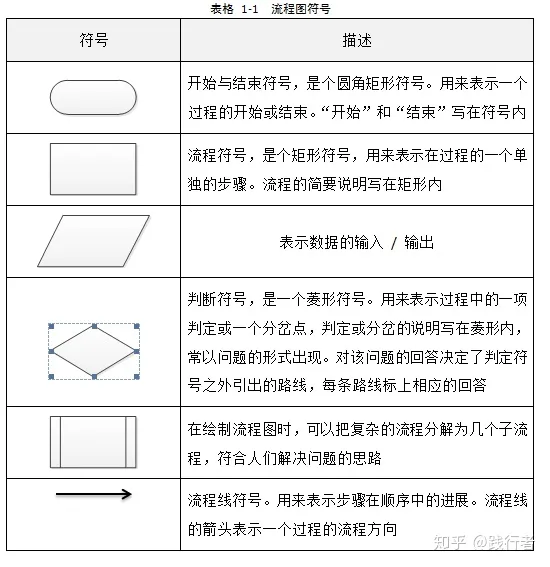 表格 1-1 流程图符号
符号
描述
开始与结束符号，是个圆角矩形符号。用来表示一个
过程的开始或结束。“开始”和“结束”写在符号内
流程符号，是个矩形符号，用来表示在过程的一个单
独的步骤。流程的简要说明写在矩形内
表示数据的输入 / 输出
判断符号，是一个菱形符号。用来表示过程中的一项
判定或一个分岔点，判定或分岔的说明写在菱形内，
常以问题的形式出现。对该问题的回答决定了判定符
号之外引出的路线，每条路线标上相应的回答
在绘制流程图时，可以把复杂的流程分解为几个子流
程，符合人们解决问题的思路
流程线符号。用来表示步骤在顺序中的进展。流程线
的箭头表示一个过程的流程方向
知乎 @践行者